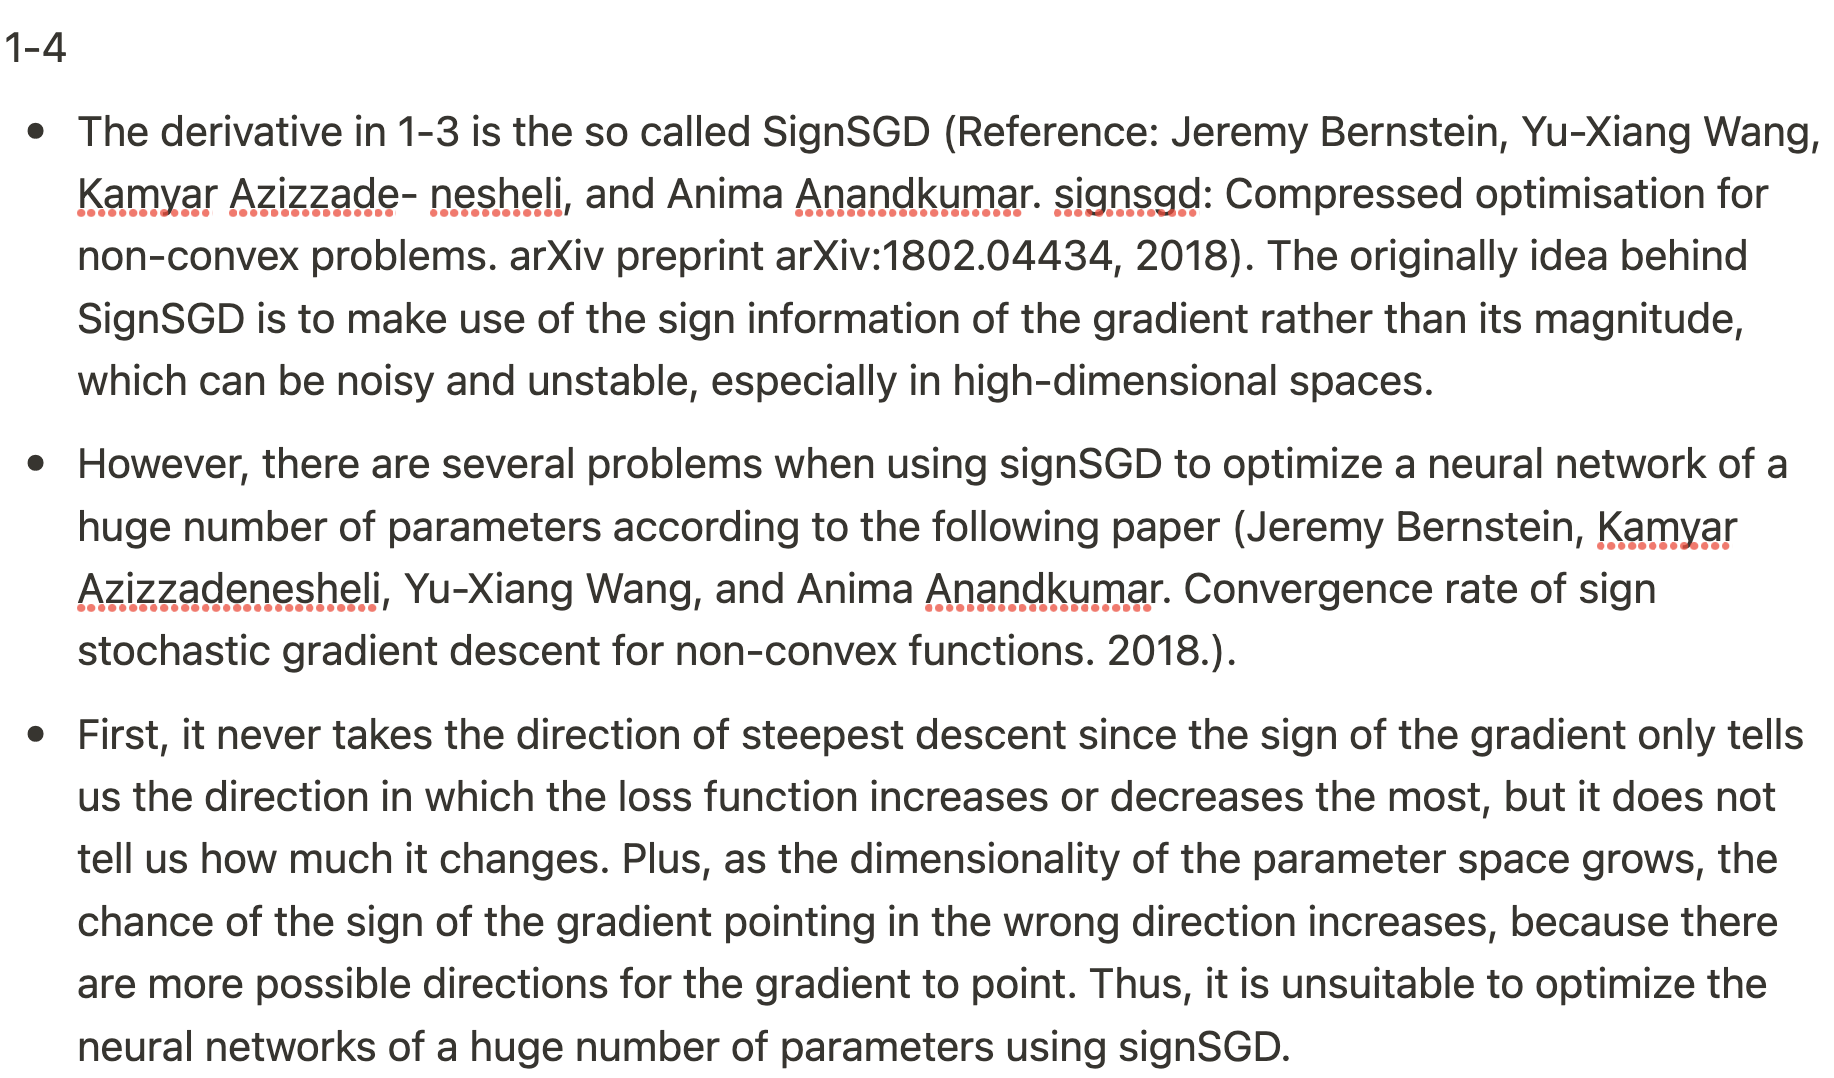 1-4
• The derivative in 1-3 is the so called SignSGD (Reference: Jeremy Bernstein, Yu-Xiang Wang,
Kamyar Azizzade- nesheli, and Anima Anandkumar. signsgd: Compressed optimisation for
non-convex problems. arXiv preprint arXiv:1802.04434, 2018). The originally idea behind
SignSGD is to make use of the sign information of the gradient rather than its magnitude,
which can be noisy and unstable, especially in high-dimensional spaces.
• However, there are several problems when using signSGD to optimize a neural network of a
huge number of parameters according to the following paper (Jeremy Bernstein, Kamyar
Azizzadenesheli, Yu-Xiang Wang, and Anima Anandkumar. Convergence rate of sign
stochastic gradient descent for non-convex functions. 2018.).
• First, it never takes the direction of steepest descent since the sign of the gradient only tells
us the direction in which the loss function increases or decreases the most, but it does not
tell us how much it changes. Plus, as the dimensionality of the parameter space grows, the
chance of the sign of the gradient pointing in the wrong direction increases, because there
are more possible directions for the gradient to point. Thus, it is unsuitable to optimize the
neural networks of a huge number of parameters using signSGD.